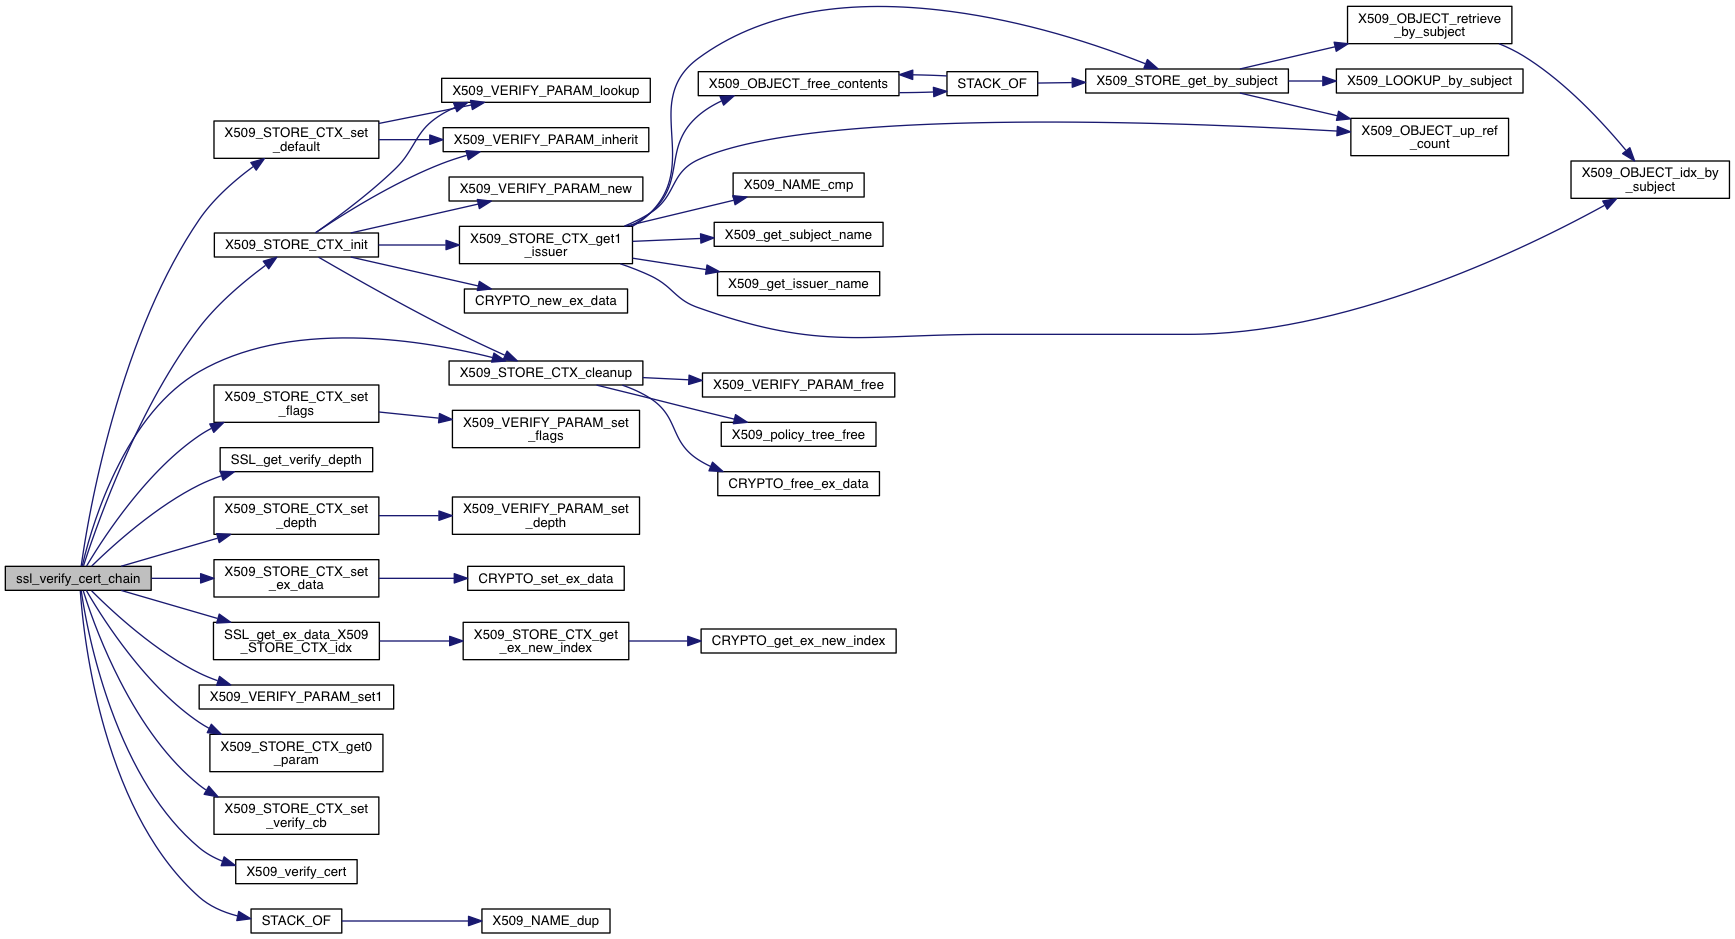 X509_OBJECT_retrieve
_by_subject
X509_VERIFY_PARAM_lookup
X509_OBJECT_free_contents
STACK_OF
X509_STORE_get_by_subject
X509_LOOKUP_by_subject
X509_STORE_CTX_set
_default
X509_VERIFY_PARAM_inherit
X509_OBJECT_up_ref
_count
X509_VERIFY_PARAM_new
X509_NAME_cmp
X509_OBJECT_idx_by
_subject
X509_STORE_CTX_init
X509_STORE_CTX_get1
_issuer
X509_get_subject_name
X509_get_issuer_name
CRYPTO_new_ex_data
X509_STORE_CTX_cleanup
X509_VERIFY_PARAM_free
X509_STORE_CTX_set
_flags
X509_VERIFY_PARAM_set
_flags
X509_policy_tree_free
SSL_get_verify_depth
CRYPTO_free_ex_data
X509_STORE_CTX_set
_depth
X509_VERIFY_PARAM_set
_depth
ssl_verify_cert_chain
X509_STORE_CTX_set
_ex_data
CRYPTO_set_ex_data
SSL_get_ex_data_X509
_STORE_CTX_idx
X509_STORE_CTX_get
_ex_new_index
CRYPTO_get_ex_new_index
X509_VERIFY_PARAM_set1
X509_STORE_CTX_get0
_param
X509_STORE_CTX_set
_verify_cb
X509_verify_cert
STACK_OF
X509_NAME_dup